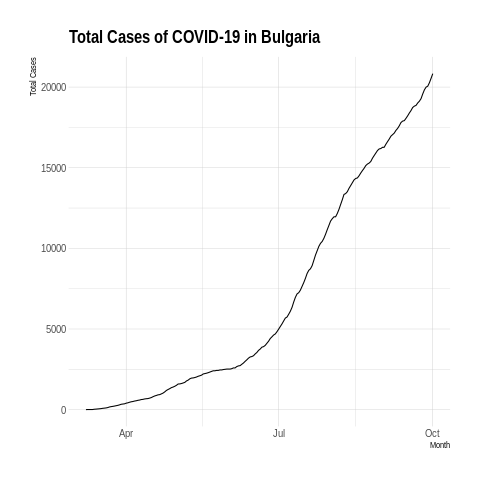 Total Cases of COVID-19 in Bulgaria
Total Cases
20000
15000
10000
5000
0
Apr
Jul
Oct
Month